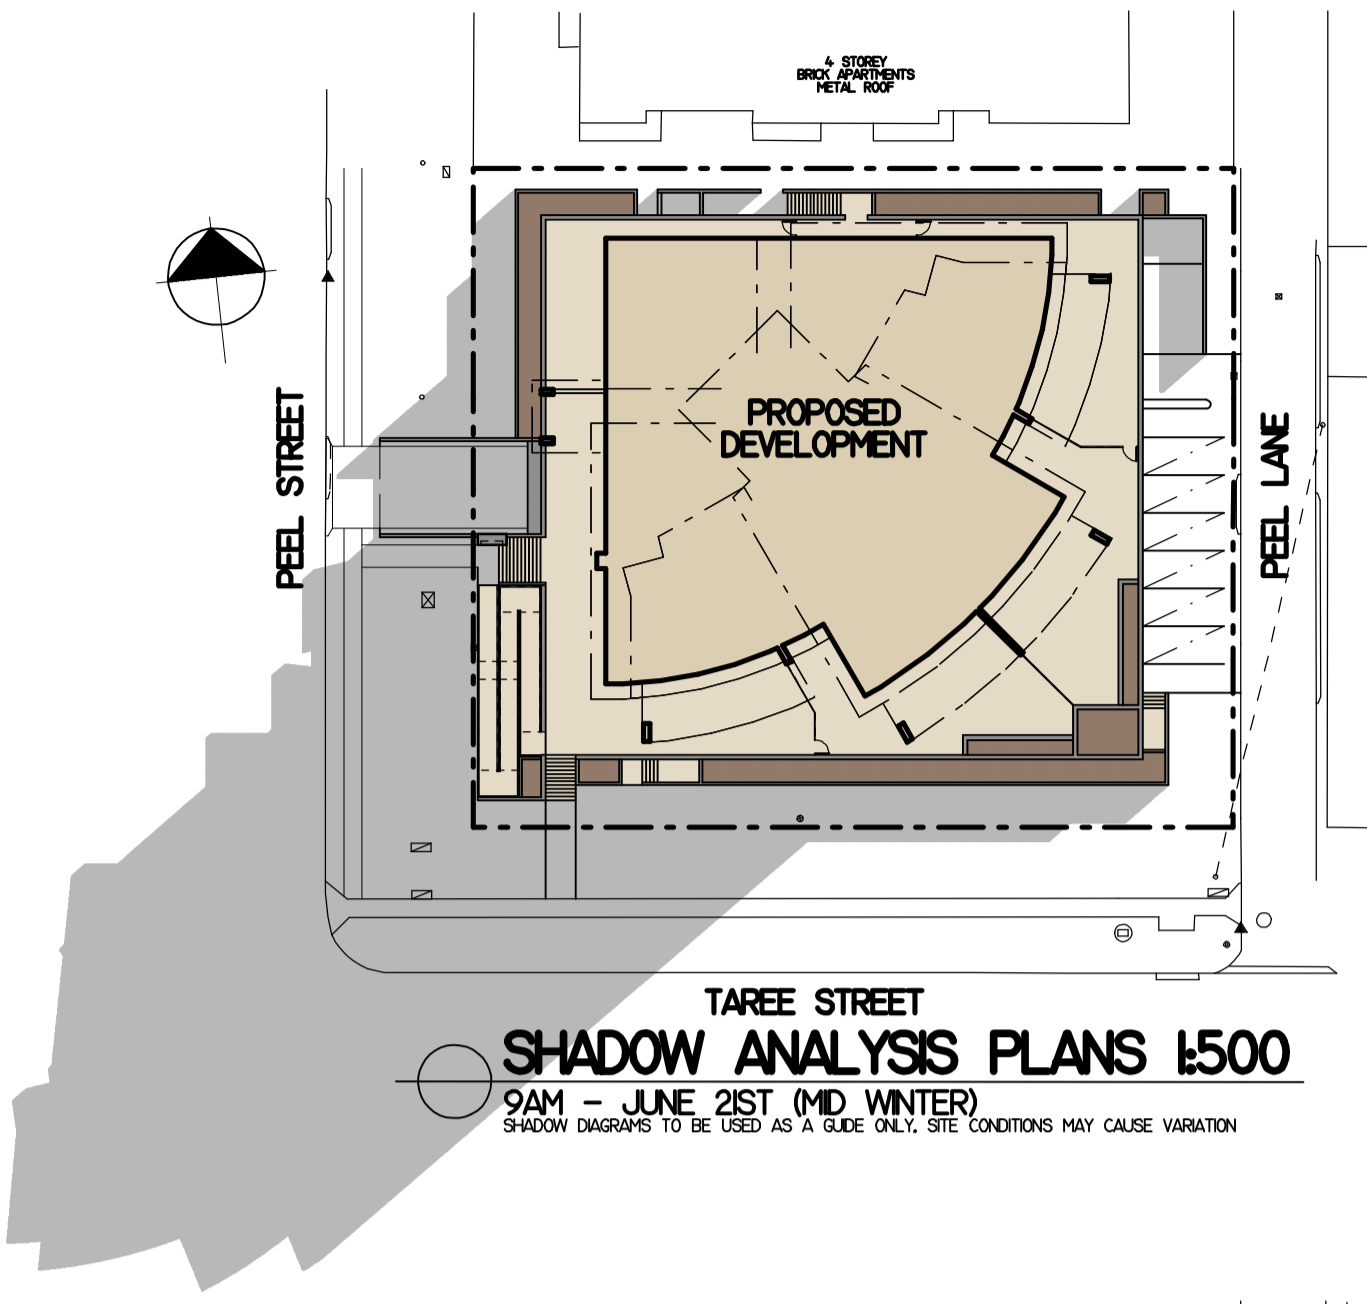 4 STOREY
BRICK APARTMENTS
METAL ROOF
PROPOSED
DEVELOPMENT
PEEL STREET
PEEL LANE
TAREE STREET
SHADOW ANALYSIS PLANS 1:500
9AM - JUNE 21ST (MID WINTER)
SHADOW DIAGRAMS TO BE USED AS A GUIDE ONLY. SITE CONDITIONS MAY CAUSE VARIATION